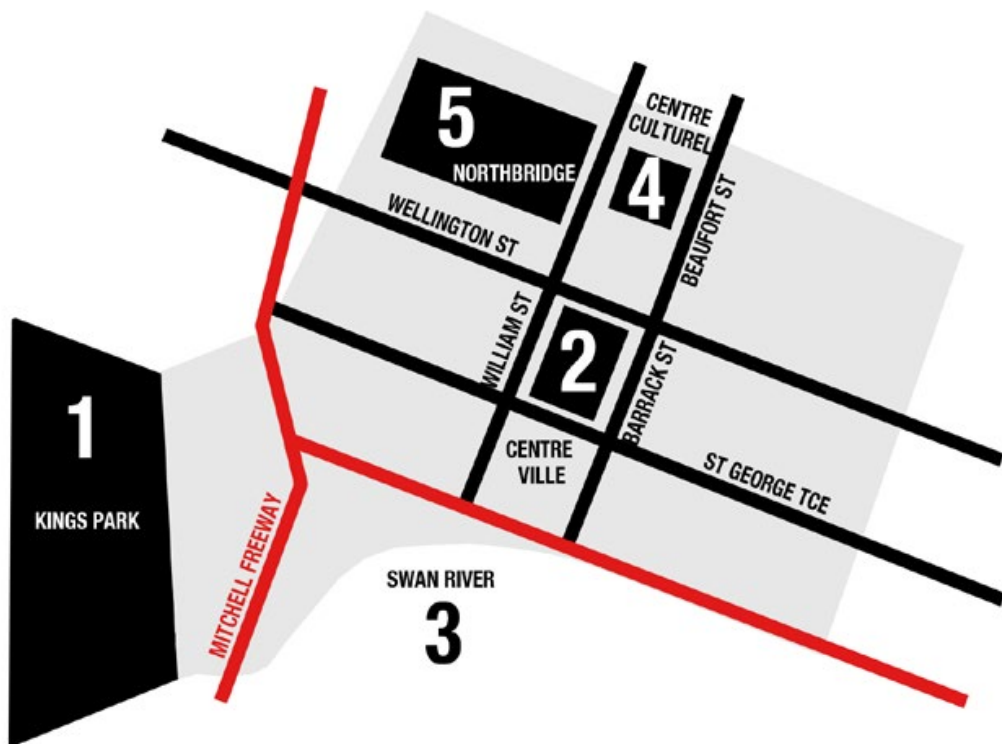 5
NORTHBRIDGE
CENTRE
CULTUREL
4
BEAUFORT ST
WELLINGTON ST
WILLIAM ST
2
BARRACK ST
1
KINGS PARK
CENTRE
VILLE
ST GEORGE TCE
MITCHELL FREEWAY
SWAN RIVER
3